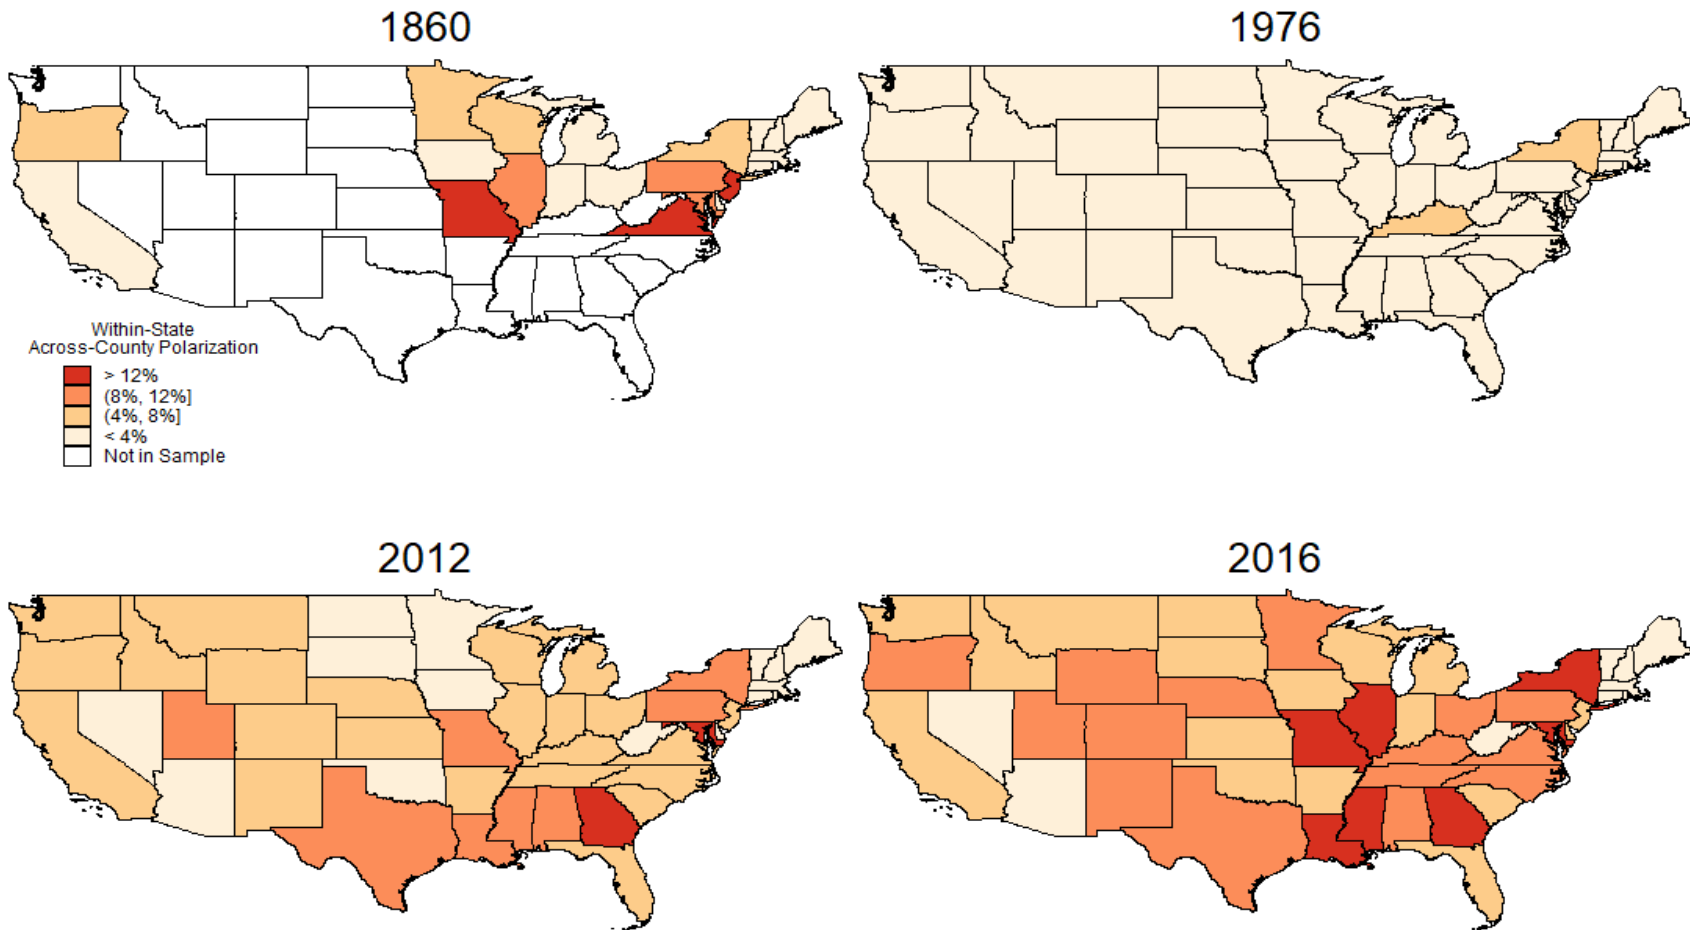 1860
1976
Within-State
Across-County Polarization
> 12%
(8%, 12%]
(4%, 8%]
< 4%
Not in Sample
2012
2016